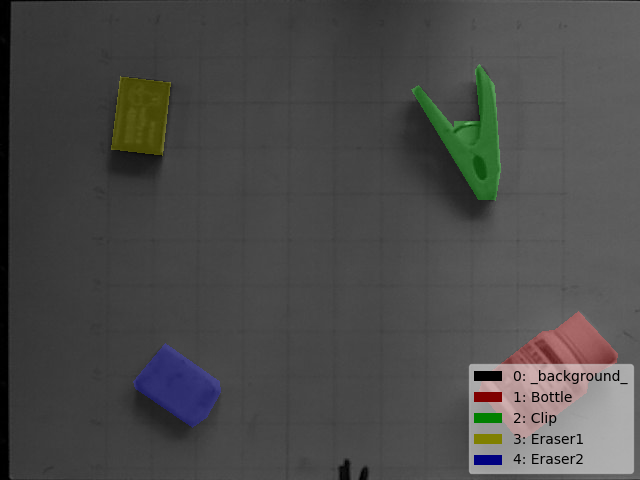 0: _background_
1: Bottle
2: Clip
3: Eraser1
4: Eraser2